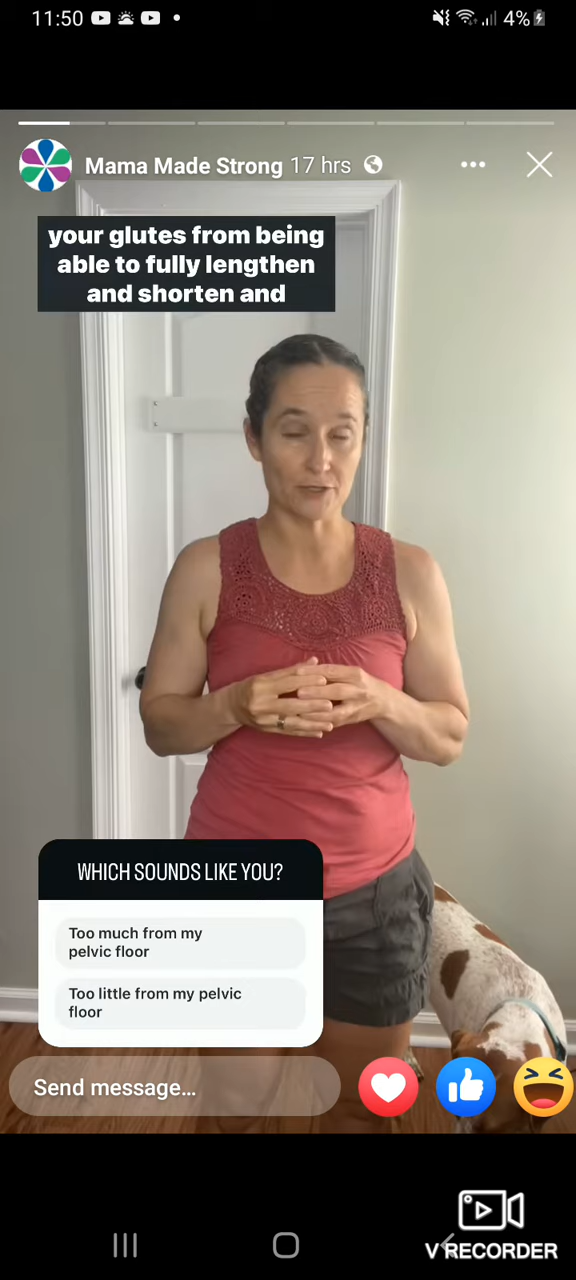 11:50
4%
Mama Made Strong 17 hrs
your glutes from being
able to fully lengthen
and shorten and
WHICH SOUNDS LIKE YOU?
Too much from my
pelvic floor
Too little from my pelvic
floor
Send message...
V RECORDER